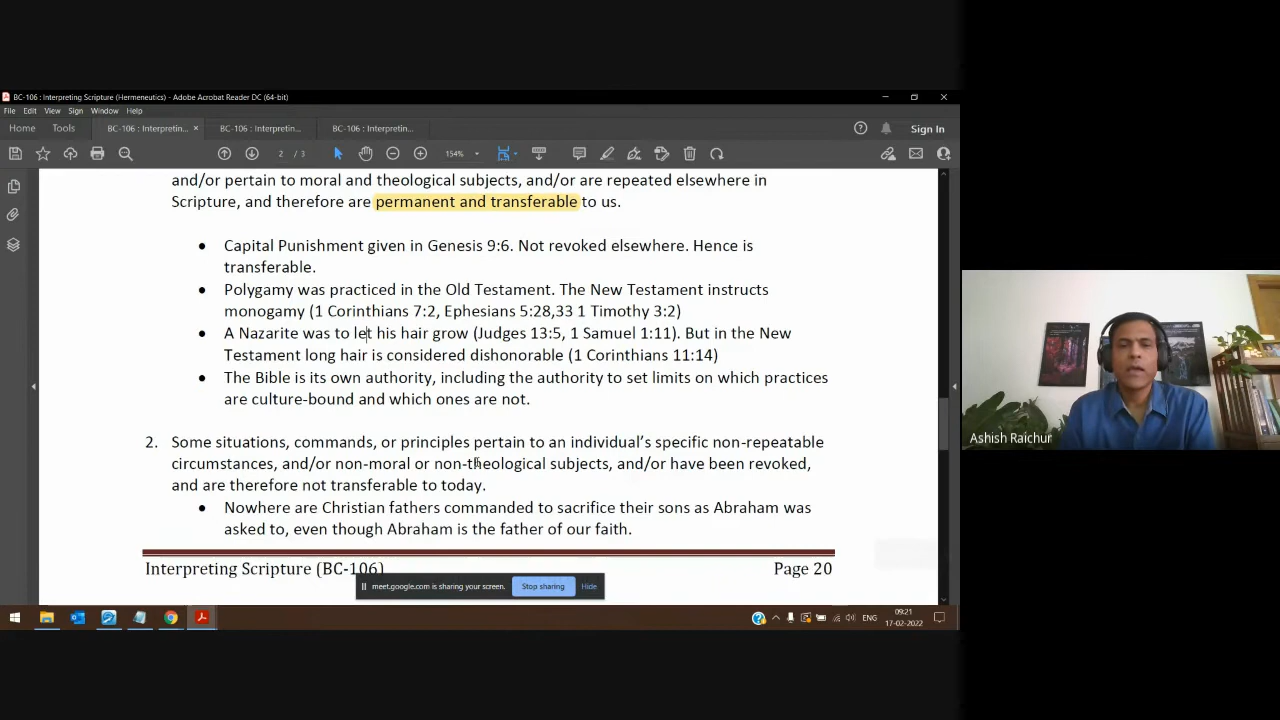 BC-106 : Interpreting Scripture (Hermeneutics) - Adobe Acrobat Reader DC (64-bit)
File Edit View Sign Window Help
Home Tools BC-106 : Interpretin... × BC-106 : Interpretin... BC-106 : Interpretin... Sign In
2 / 3 154%
and/or pertain to moral and theological subjects, and/or are repeated elsewhere in
Scripture, and therefore are permanent and transferable to us.
• Capital Punishment given in Genesis 9:6. Not revoked elsewhere. Hence is
transferable.
• Polygamy was practiced in the Old Testament. The New Testament instructs
monogamy (1 Corinthians 7:2, Ephesians 5:28,33 1 Timothy 3:2)
• A Nazarite was to let his hair grow (Judges 13:5, 1 Samuel 1:11). But in the New
Testament long hair is considered dishonorable (1 Corinthians 11:14)
• The Bible is its own authority, including the authority to set limits on which practices
are culture-bound and which ones are not.
2. Some situations, commands, or principles pertain to an individual's specific non-repeatable
circumstances, and/or non-moral or non-theological subjects, and/or have been revoked,
and are therefore not transferable to today.
• Nowhere are Christian fathers commanded to sacrifice their sons as Abraham was
asked to, even though Abraham is the father of our faith.
Interpreting Scripture (BC-106) Page 20
meet.google.com is sharing your screen. Stop sharing Hide
ENG
09:21
17-02-2022
Ashish Raichur